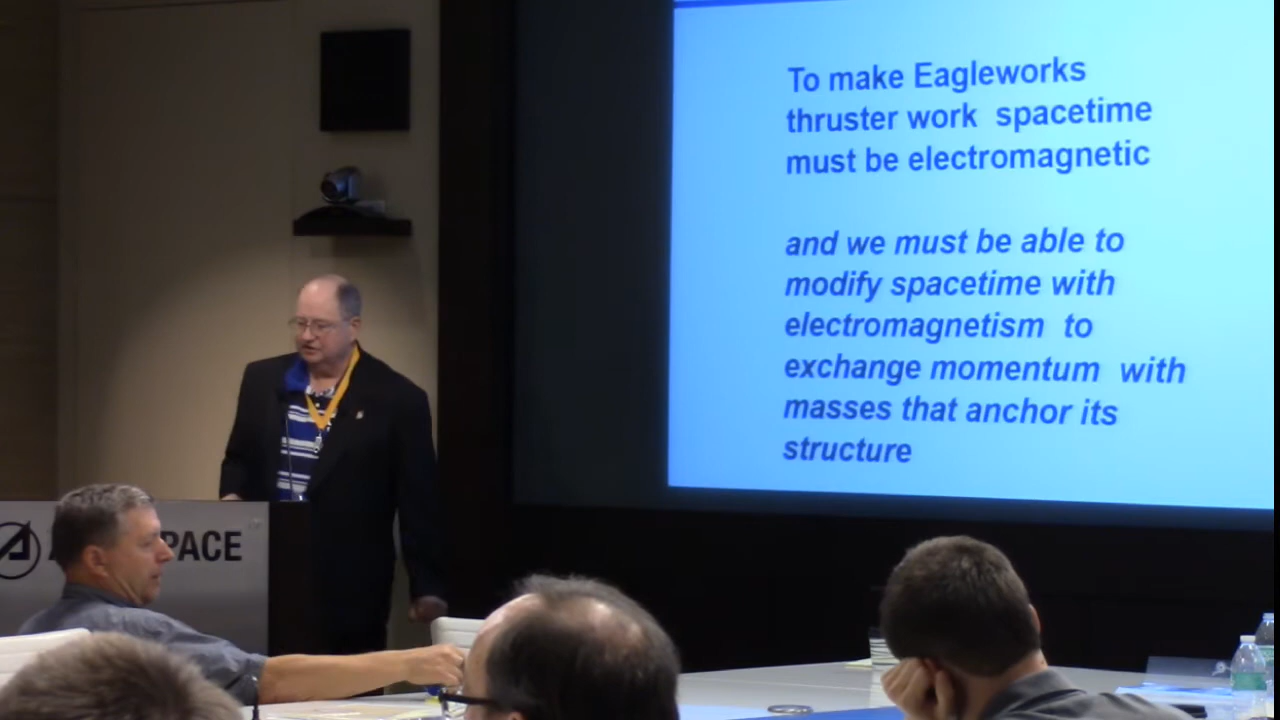 To make Eagleworks
thruster work spacetime
must be electromagnetic
and we must be able to
modify spacetime with
electromagnetism to
exchange momentum with
masses that anchor its
structure
PACE